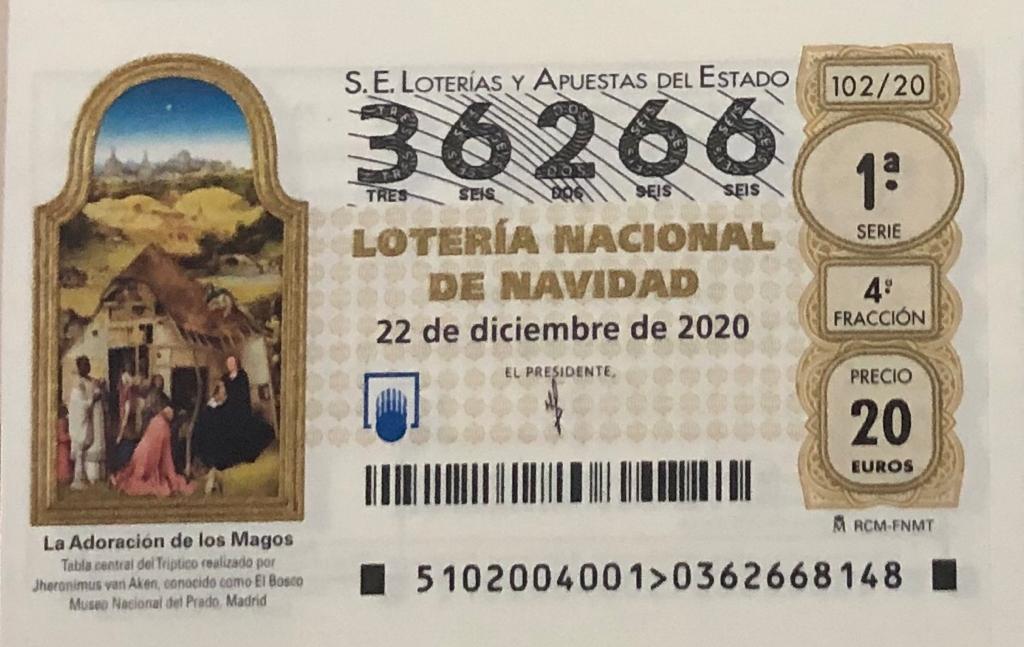 S.E. LOTERÍAS Y APUESTAS DEL ESTADO
36266
TRES SEIS DOS SEIS SEIS
LOTERÍA NACIONAL
DE NAVIDAD
22 de diciembre de 2020
EL PRESIDENTE,
102/20
1ª
SERIE
4ª
FRACCIÓN
PRECIO
20
EUROS
RCM-FNMT
La Adoración de los Magos
Tabla central del Tríptico realizado por
Jheronimus van Aken, conocido como El Bosco
Museo Nacional del Prado. Madrid
5102004001>0362668148